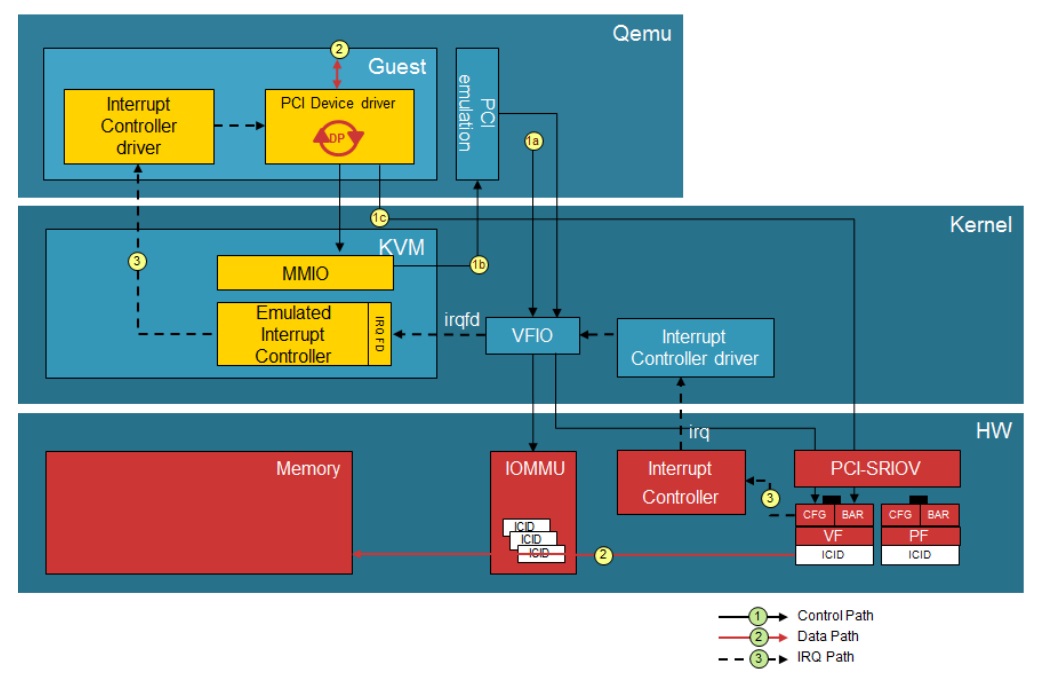 Qemu
2
Guest
Interrupt
Controller
driver
PCI Device driver
DP
PCI
emulation
1a
1c
Kernel
KVM
MMIO
1b
3
Emulated
Interrupt
Controller
IRQFD
irqfd
VFIO
Interrupt
Controller driver
HW
irq
Memory
IOMMU
Interrupt
Controller
PCI-SRIOV
3
CFG BAR
VF
ICID
CFG BAR
PF
ICID
ICID
ICID
ICID
2
1 Control Path
2 Data Path
3 IRQ Path